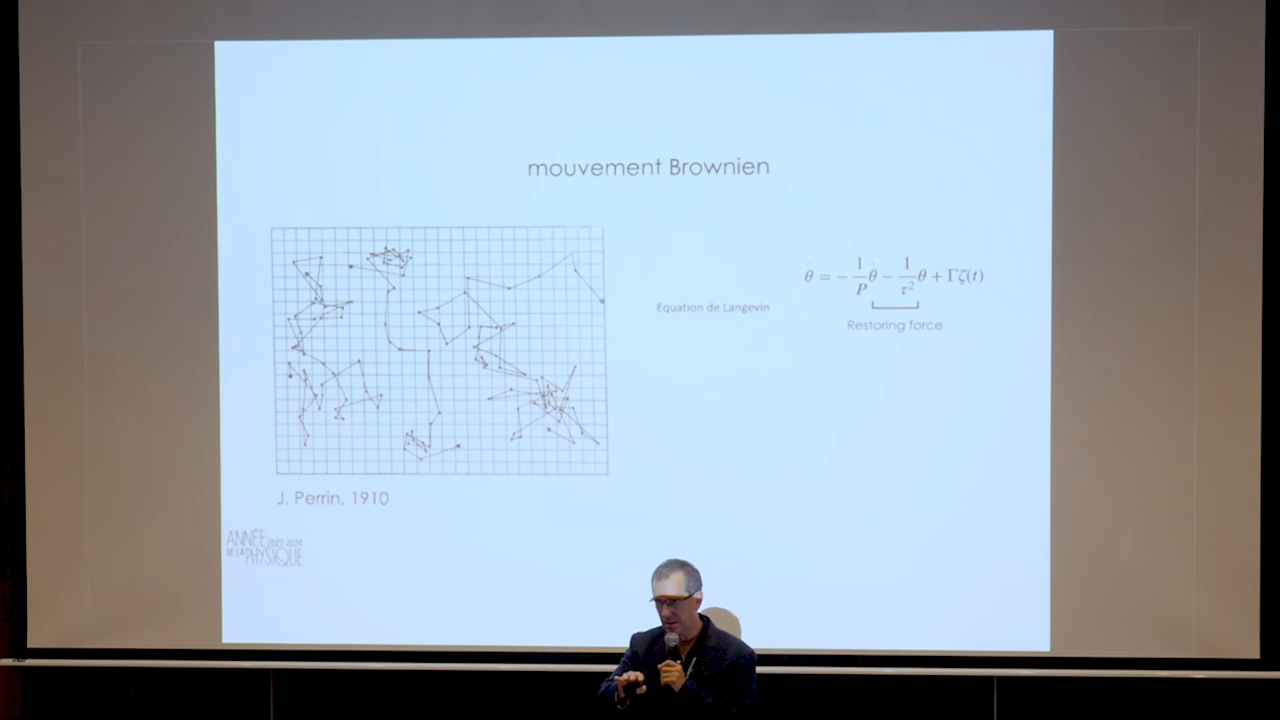 mouvement Brownien
Equation de Langevin
θ̈ = − 1/P θ̇ − 1/τ² θ + Γζ(t)
Restoring force
J. Perrin, 1910
ANNÉE 2023-2024
DE LA PHYSIQUE